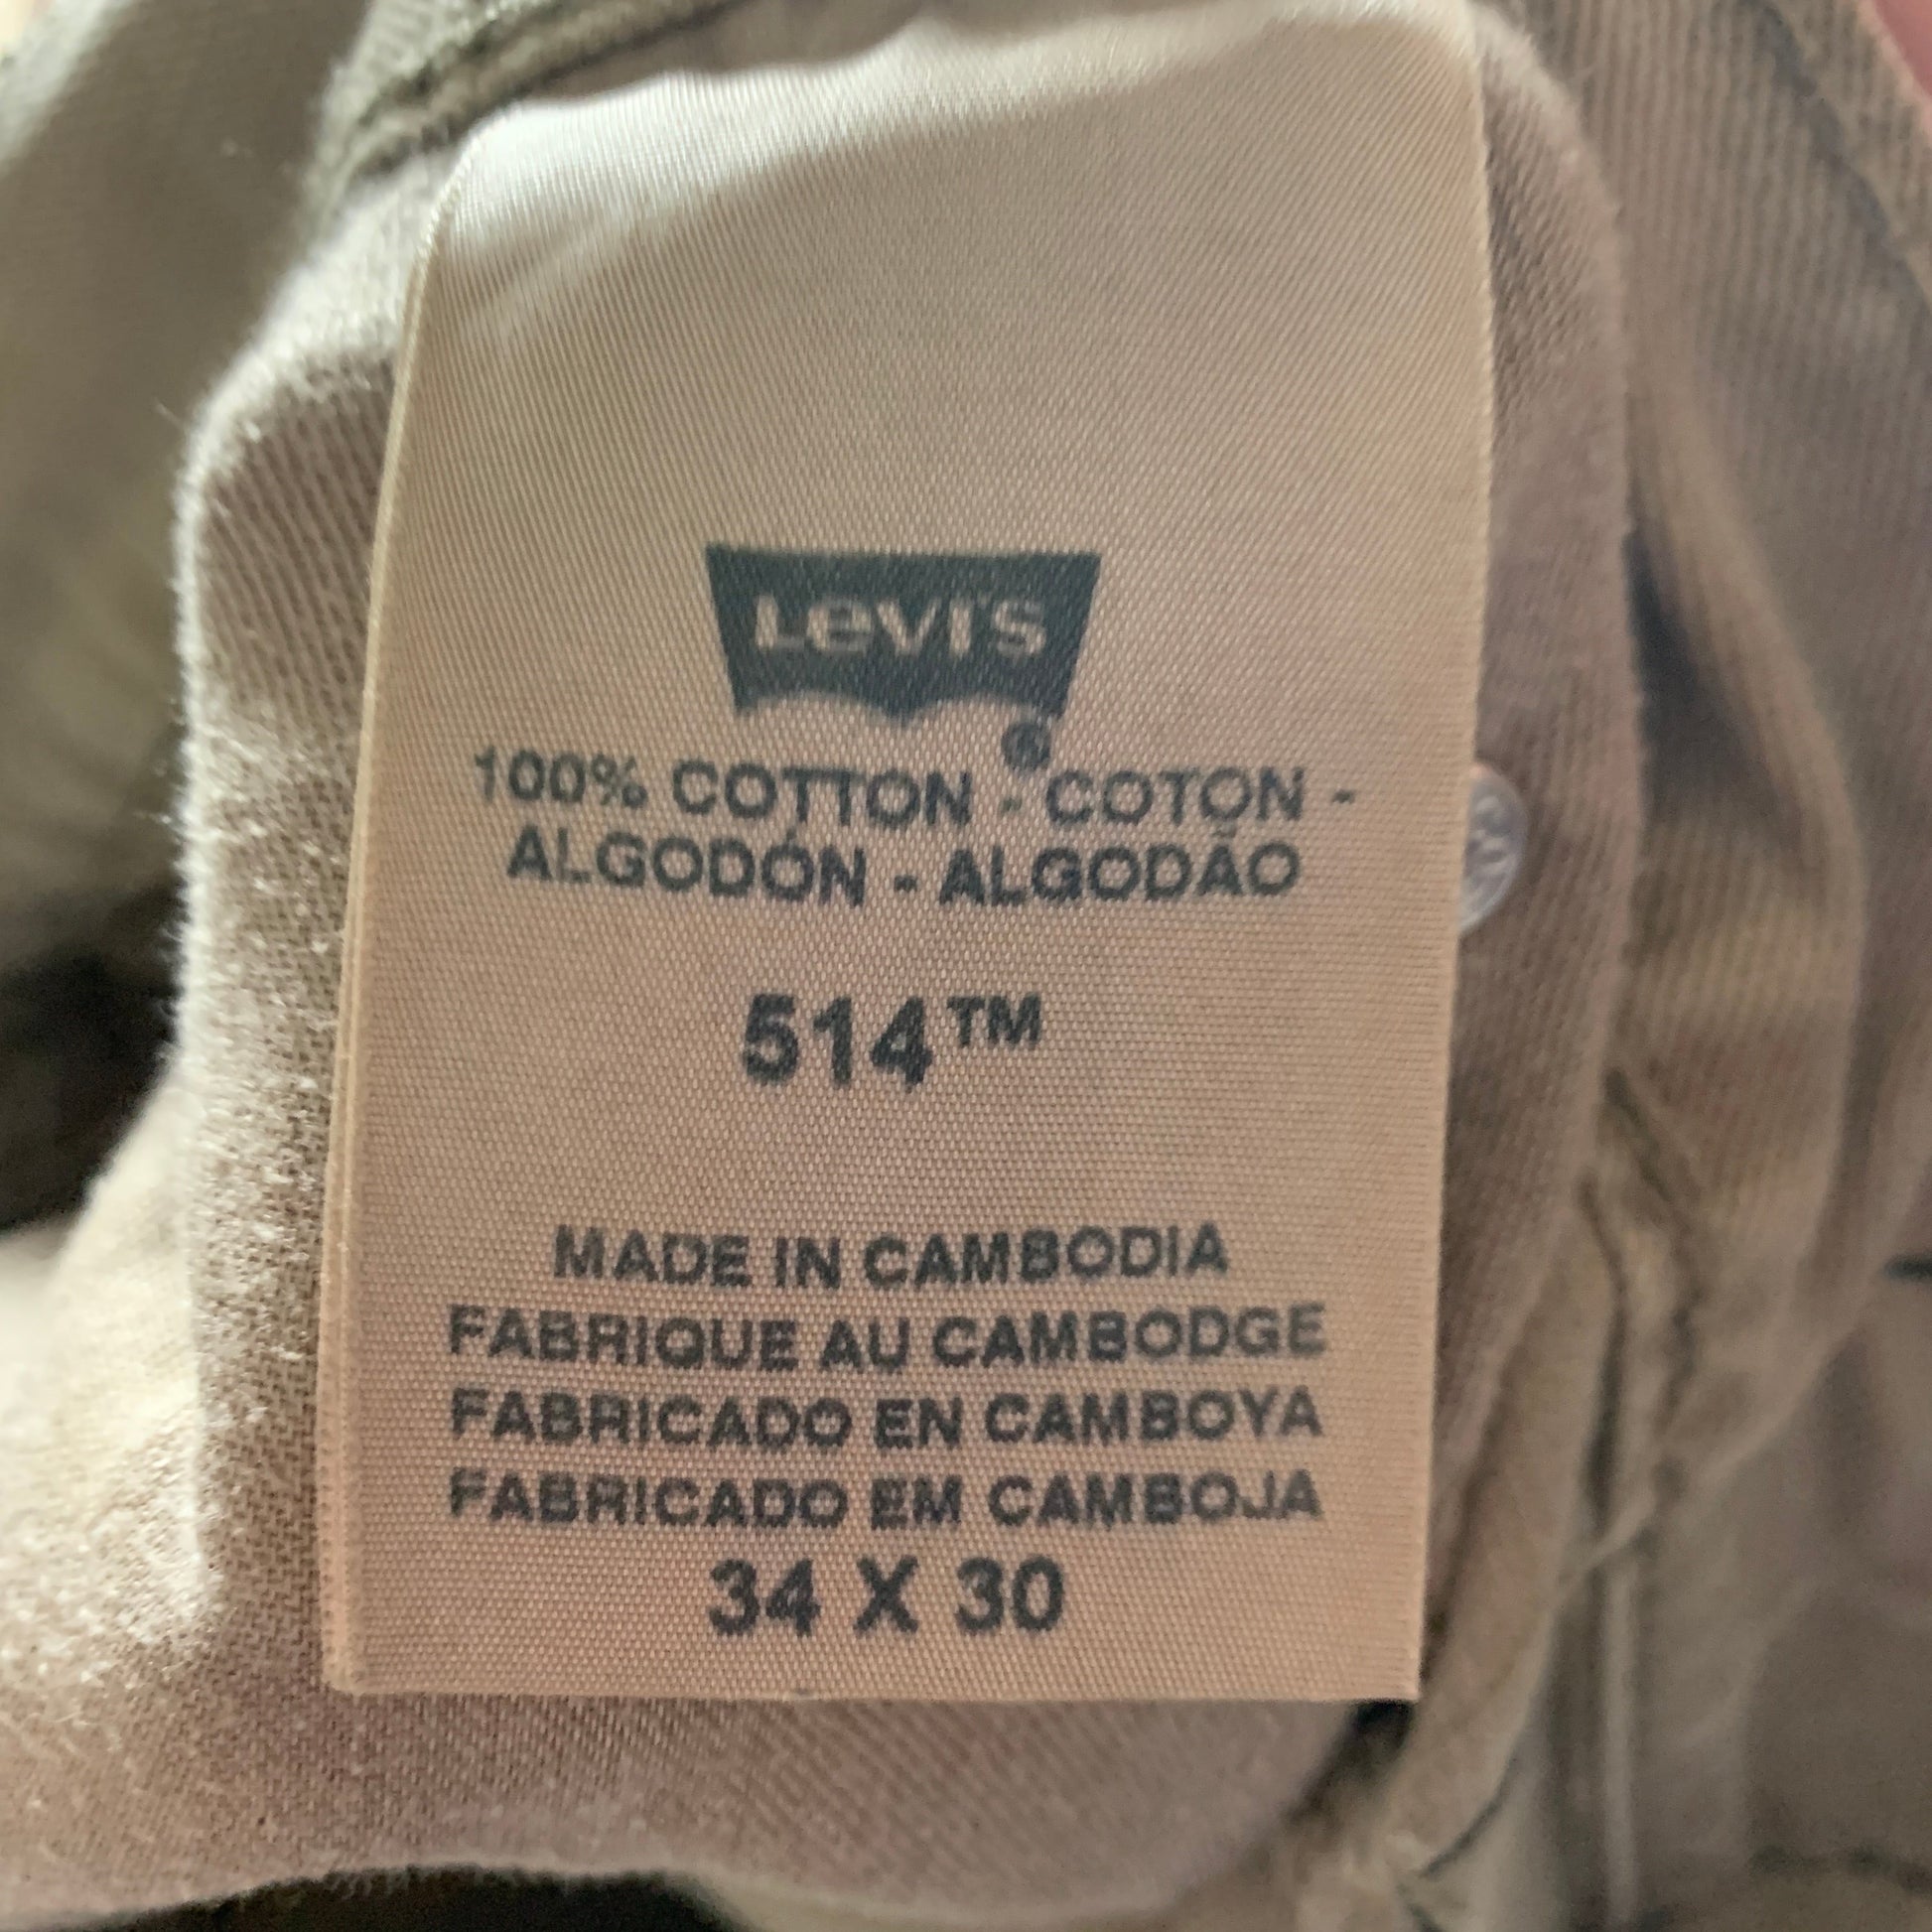 Levi's
®
100% COTTON - COTON -
ALGODÓN - ALGODÃO
514™
MADE IN CAMBODIA
FABRIQUE AU CAMBODGE
FABRICADO EN CAMBOYA
FABRICADO EM CAMBOJA
34 X 30